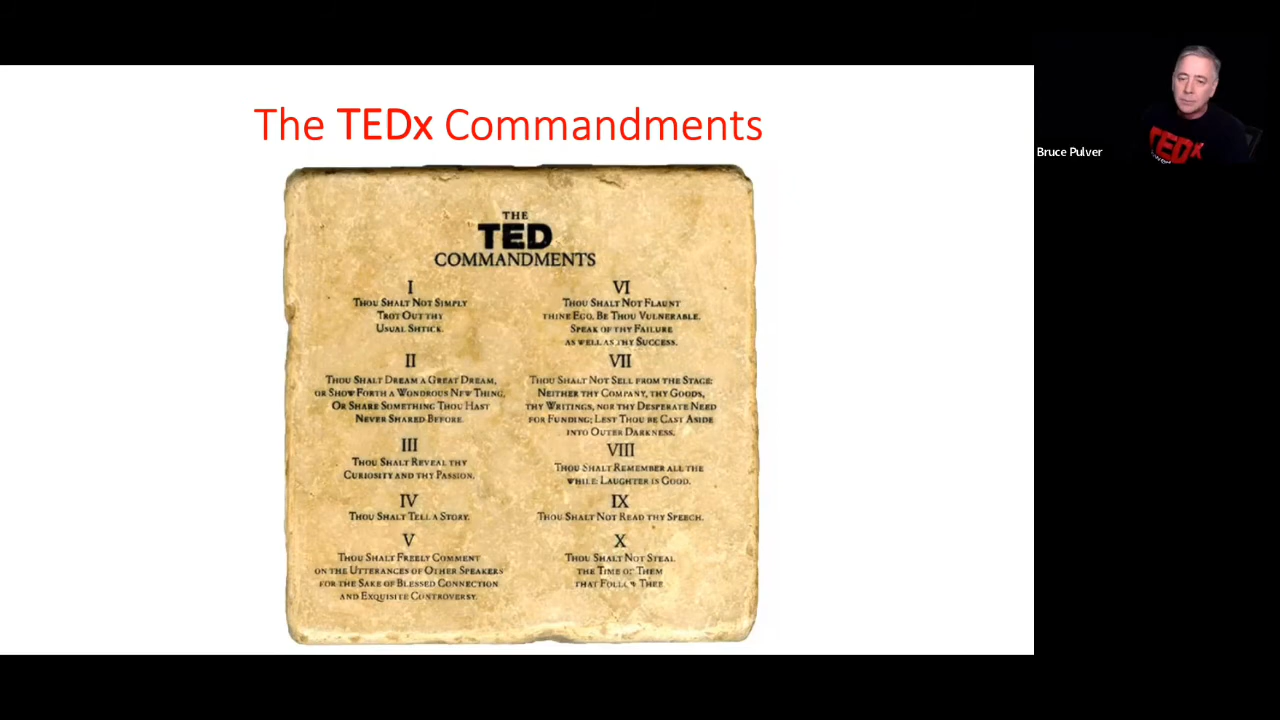 The TEDx Commandments
THE
TED
COMMANDMENTS
I
THOU SHALT NOT SIMPLY
TROT OUT THY
USUAL SHTICK.
II
THOU SHALT DREAM A GREAT DREAM,
OR SHOW FORTH A WONDROUS NEW THING,
OR SHARE SOMETHING THOU HAST
NEVER SHARED BEFORE.
III
THOU SHALT REVEAL THY
CURIOSITY AND THY PASSION.
IV
THOU SHALT TELL A STORY.
V
THOU SHALT FREELY COMMENT
ON THE UTTERANCES OF OTHER SPEAKERS
FOR THE SAKE OF BLESSED CONNECTION
AND EXQUISITE CONTROVERSY.
VI
THOU SHALT NOT FLAUNT
THINE EGO. BE THOU VULNERABLE.
SPEAK OF THY FAILURE
AS WELL AS THY SUCCESS.
VII
THOU SHALT NOT SELL FROM THE STAGE:
NEITHER THY COMPANY, THY GOODS,
THY WRITINGS, NOR THY DESPERATE NEED
FOR FUNDING; LEST THOU BE CAST ASIDE
INTO OUTER DARKNESS.
VIII
THOU SHALT REMEMBER ALL THE
WHILE: LAUGHTER IS GOOD.
IX
THOU SHALT NOT READ THY SPEECH.
X
THOU SHALT NOT STEAL
THE TIME OF THEM
THAT FOLLOW THEE
TEDx
Bruce Pulver